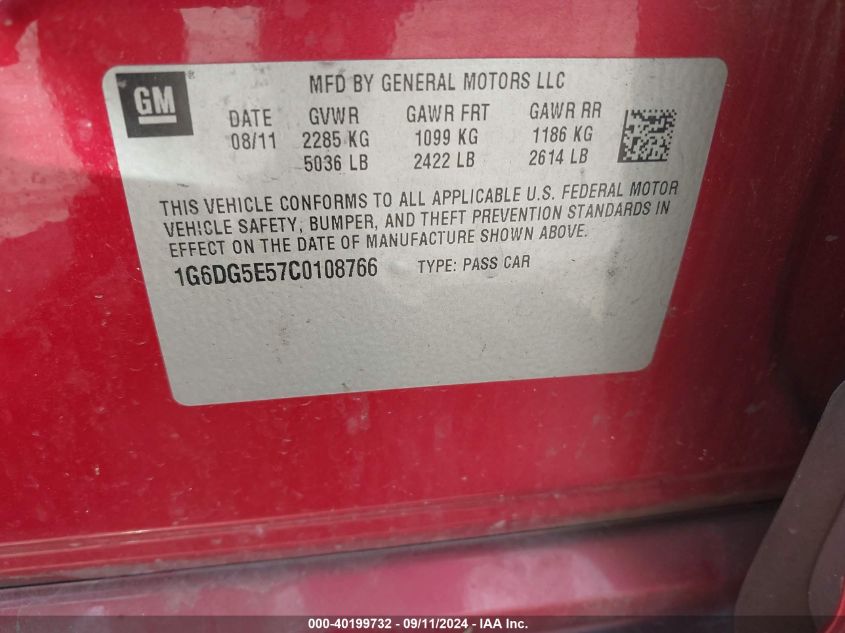 GM
MFD BY GENERAL MOTORS LLC
DATE GVWR GAWR FRT GAWR RR
08/11 2285 KG 1099 KG 1186 KG
5036 LB 2422 LB 2614 LB
THIS VEHICLE CONFORMS TO ALL APPLICABLE U.S. FEDERAL MOTOR
VEHICLE SAFETY, BUMPER, AND THEFT PREVENTION STANDARDS IN
EFFECT ON THE DATE OF MANUFACTURE SHOWN ABOVE.
1G6DG5E57C0108766 TYPE: PASS CAR
000-40199732 - 09/11/2024 - IAA Inc.